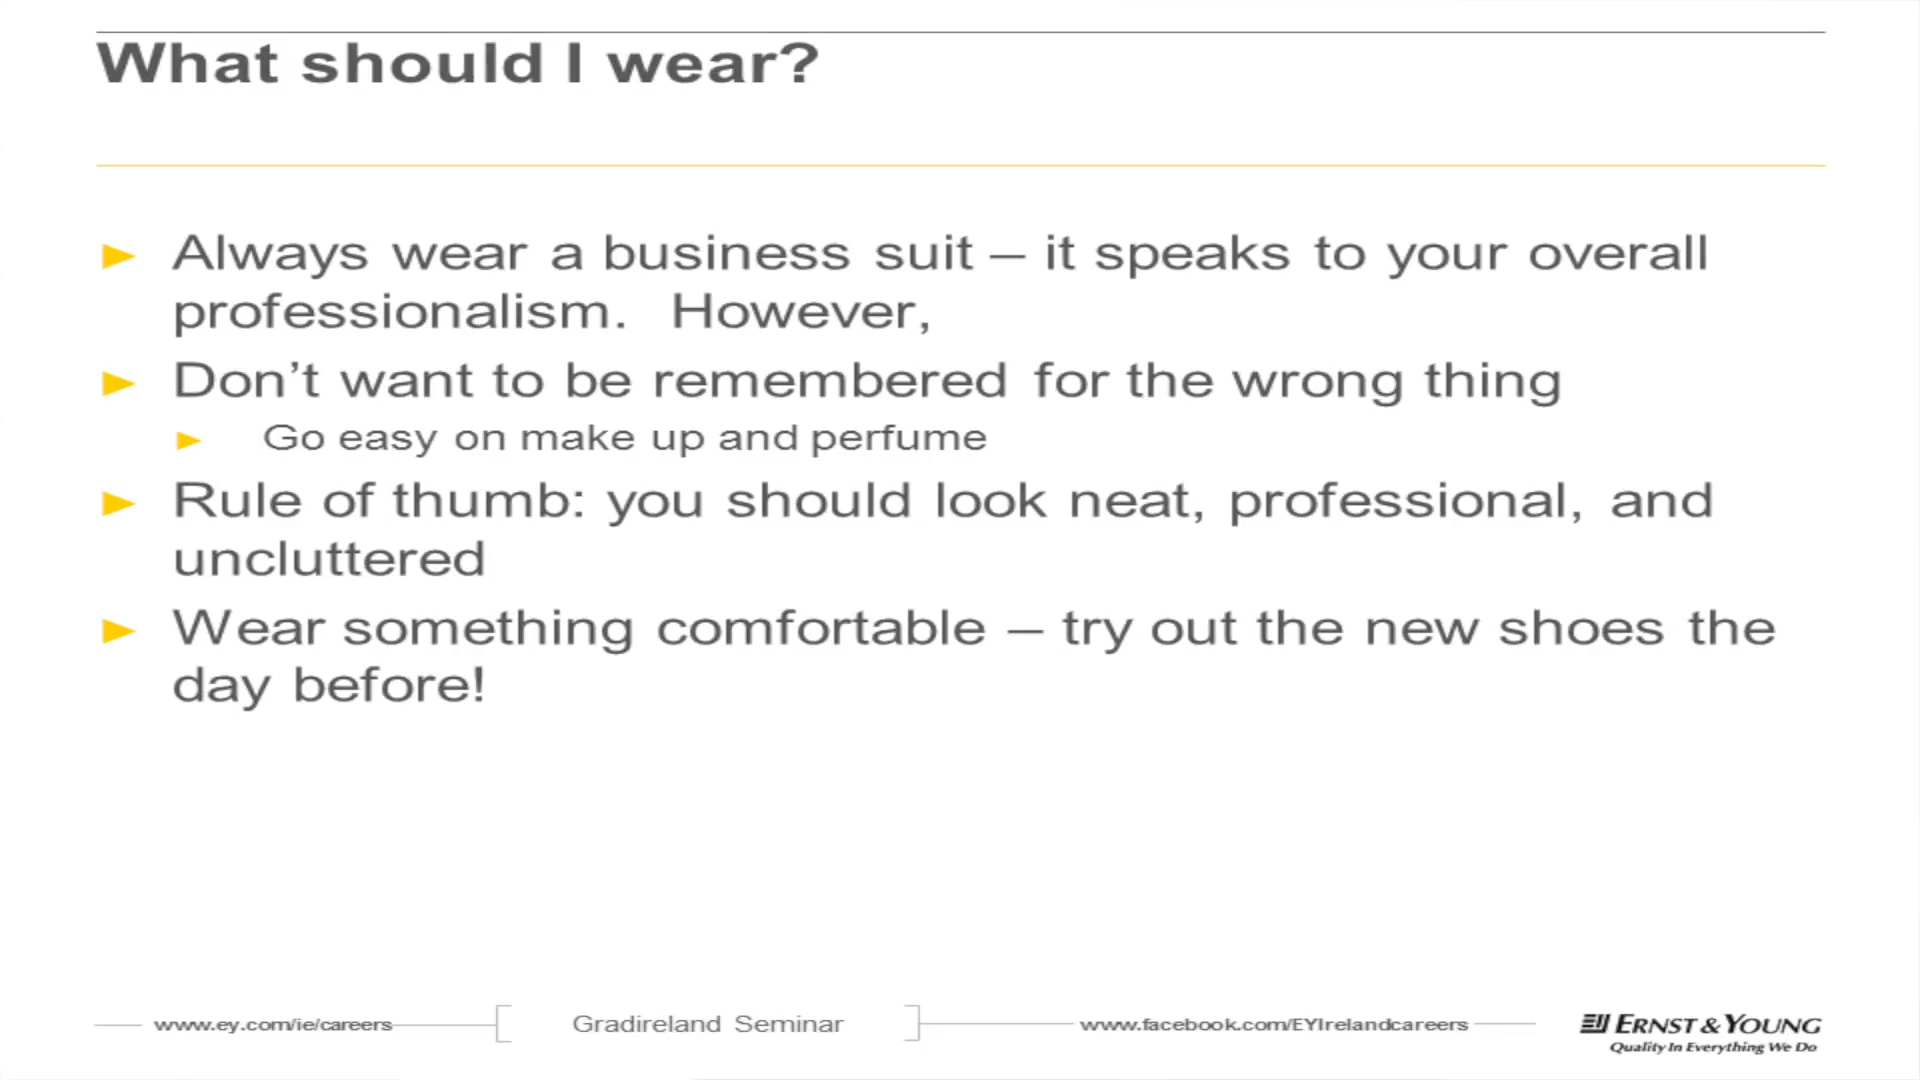 What should I wear?
► Always wear a business suit – it speaks to your overall
professionalism. However,
► Don’t want to be remembered for the wrong thing
► Go easy on make up and perfume
► Rule of thumb: you should look neat, professional, and
uncluttered
► Wear something comfortable – try out the new shoes the
day before!
www.ey.com/ie/careers
Gradireland Seminar
www.facebook.com/EYIrelandcareers
ERNST & YOUNG
Quality In Everything We Do